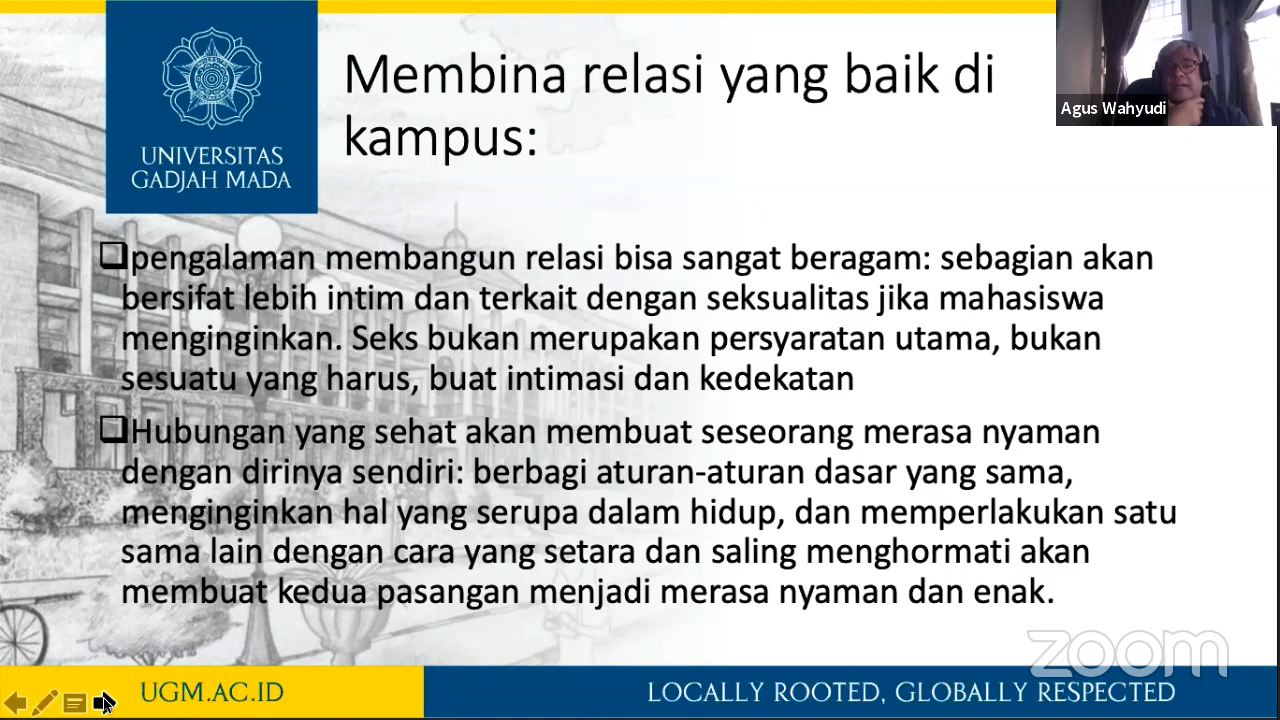 UNIVERSITAS
GADJAH MADA
Membina relasi yang baik di
kampus:
Agus Wahyudi
pengalaman membangun relasi bisa sangat beragam: sebagian akan
bersifat lebih intim dan terkait dengan seksualitas jika mahasiswa
menginginkan. Seks bukan merupakan persyaratan utama, bukan
sesuatu yang harus, buat intimasi dan kedekatan
Hubungan yang sehat akan membuat seseorang merasa nyaman
dengan dirinya sendiri: berbagi aturan-aturan dasar yang sama,
menginginkan hal yang serupa dalam hidup, dan memperlakukan satu
sama lain dengan cara yang setara dan saling menghormati akan
membuat kedua pasangan menjadi merasa nyaman dan enak.
zoom
UGM.AC.ID
LOCALLY ROOTED, GLOBALLY RESPECTED